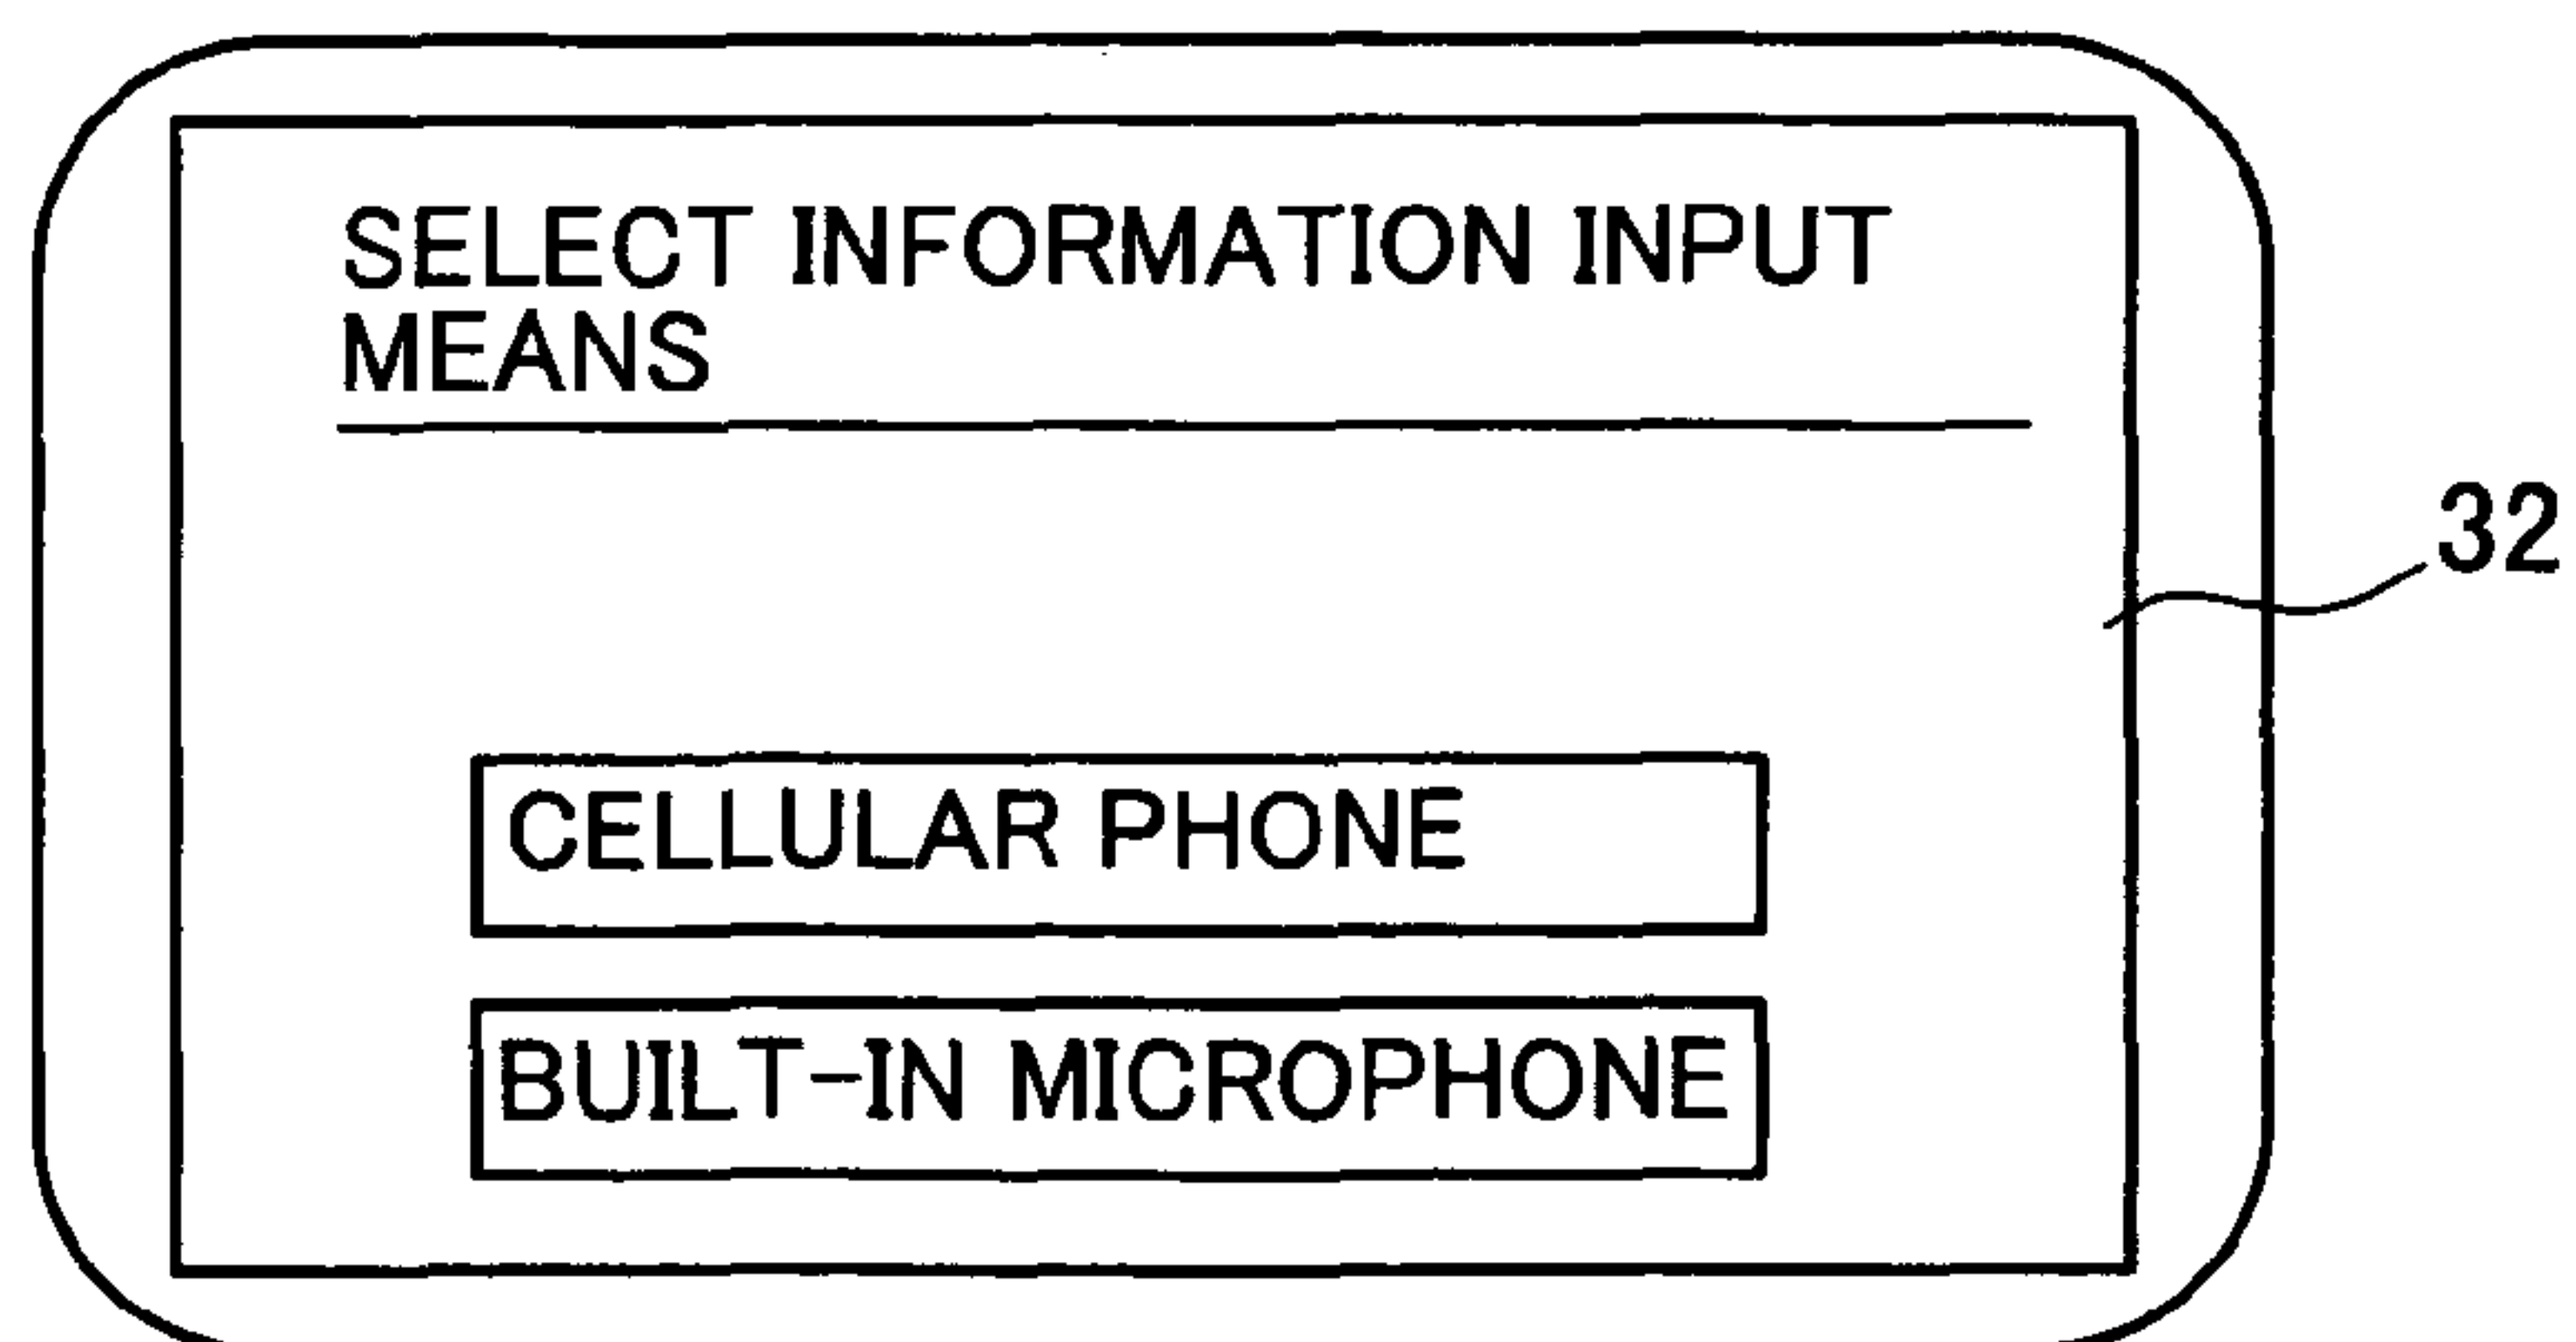 SELECT INFORMATION INPUT
MEANS
32
CELLULAR PHONE
BUILT-IN MICROPHONE